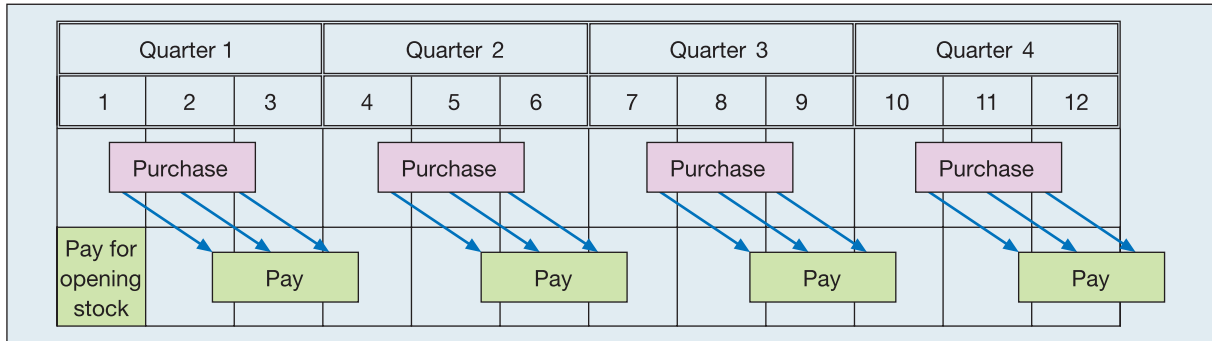 Quarter 1 Quarter 2 Quarter 3 Quarter 4
1 2 3 4 5 6 7 8 9 10 11 12
Purchase Purchase Purchase Purchase
Pay for
opening
stock
Pay Pay Pay Pay